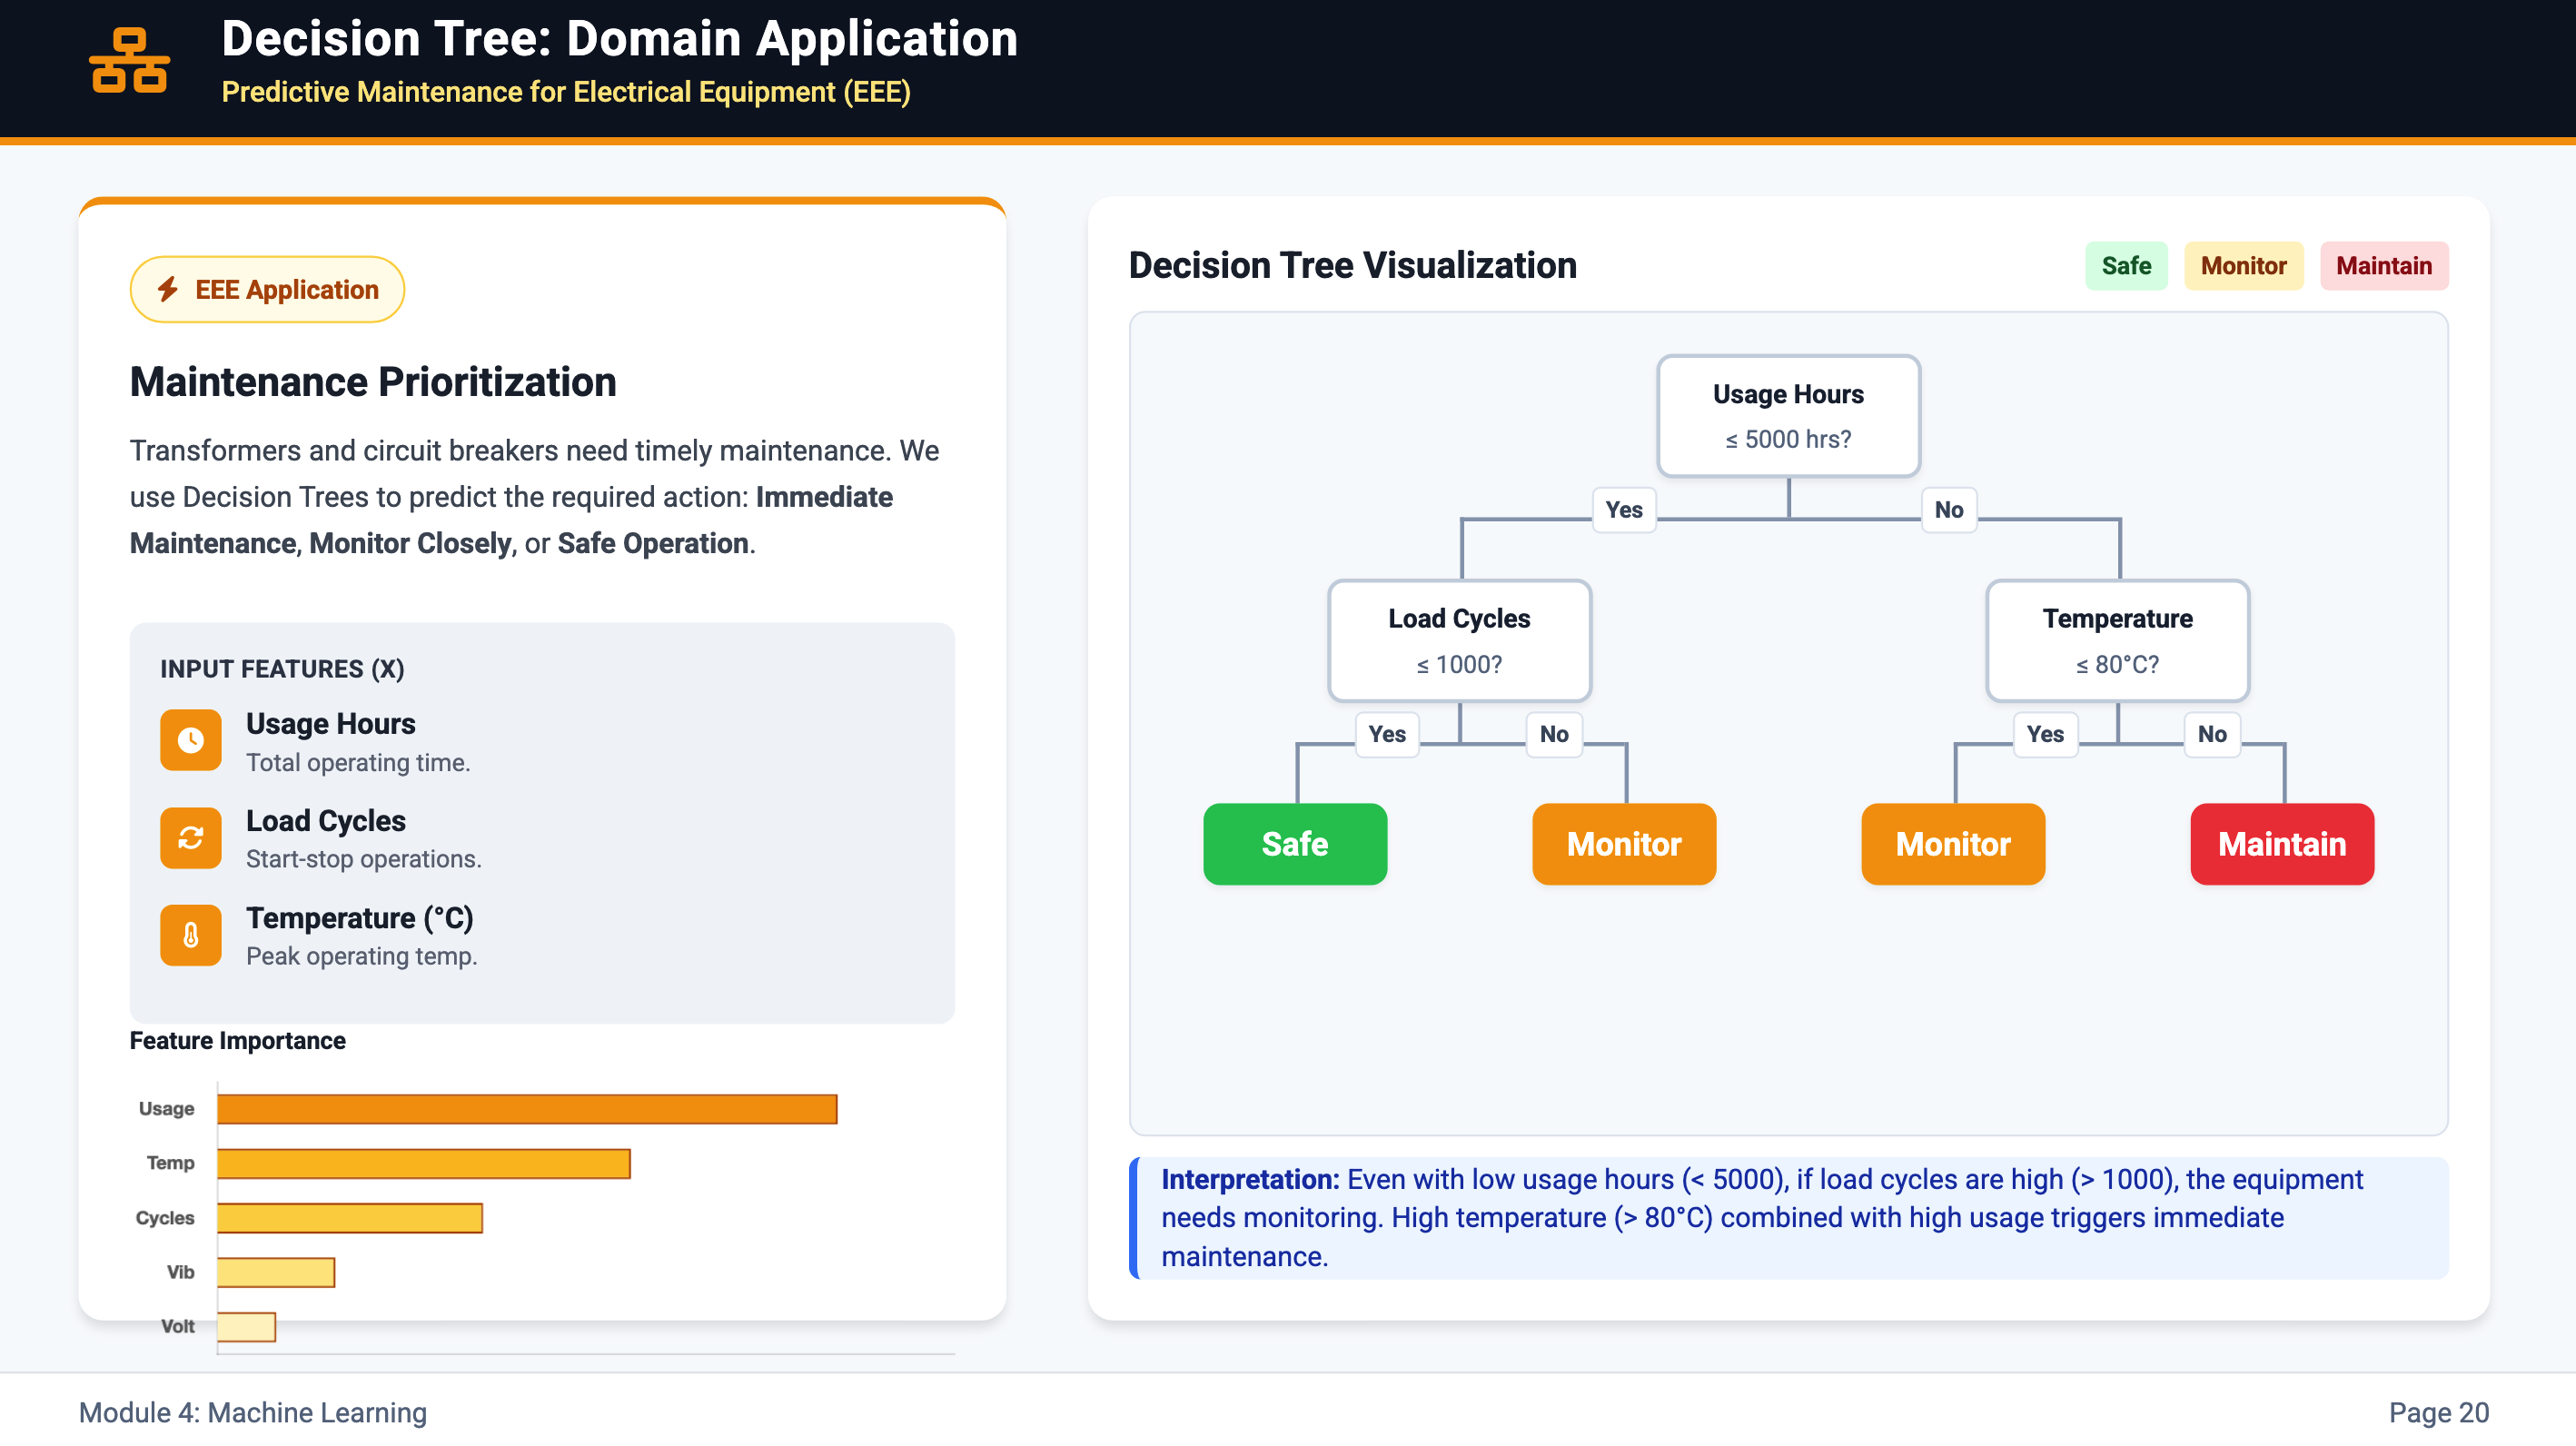 Decision Tree: Domain Application
Predictive Maintenance for Electrical Equipment (EEE)
EEE Application
Maintenance Prioritization
Transformers and circuit breakers need timely maintenance. We
use Decision Trees to predict the required action: Immediate
Maintenance, Monitor Closely, or Safe Operation.
INPUT FEATURES (X)
Usage Hours
Total operating time.
Load Cycles
Start-stop operations.
Temperature (°C)
Peak operating temp.
Feature Importance
Usage
Temp
Cycles
Vib
Volt
Decision Tree Visualization
Safe
Monitor
Maintain
Usage Hours
≤ 5000 hrs?
Yes
No
Load Cycles
≤ 1000?
Temperature
≤ 80°C?
Yes
No
Yes
No
Safe
Monitor
Monitor
Maintain
Interpretation: Even with low usage hours (< 5000), if load cycles are high (> 1000), the equipment
needs monitoring. High temperature (> 80°C) combined with high usage triggers immediate
maintenance.
Module 4: Machine Learning
Page 20